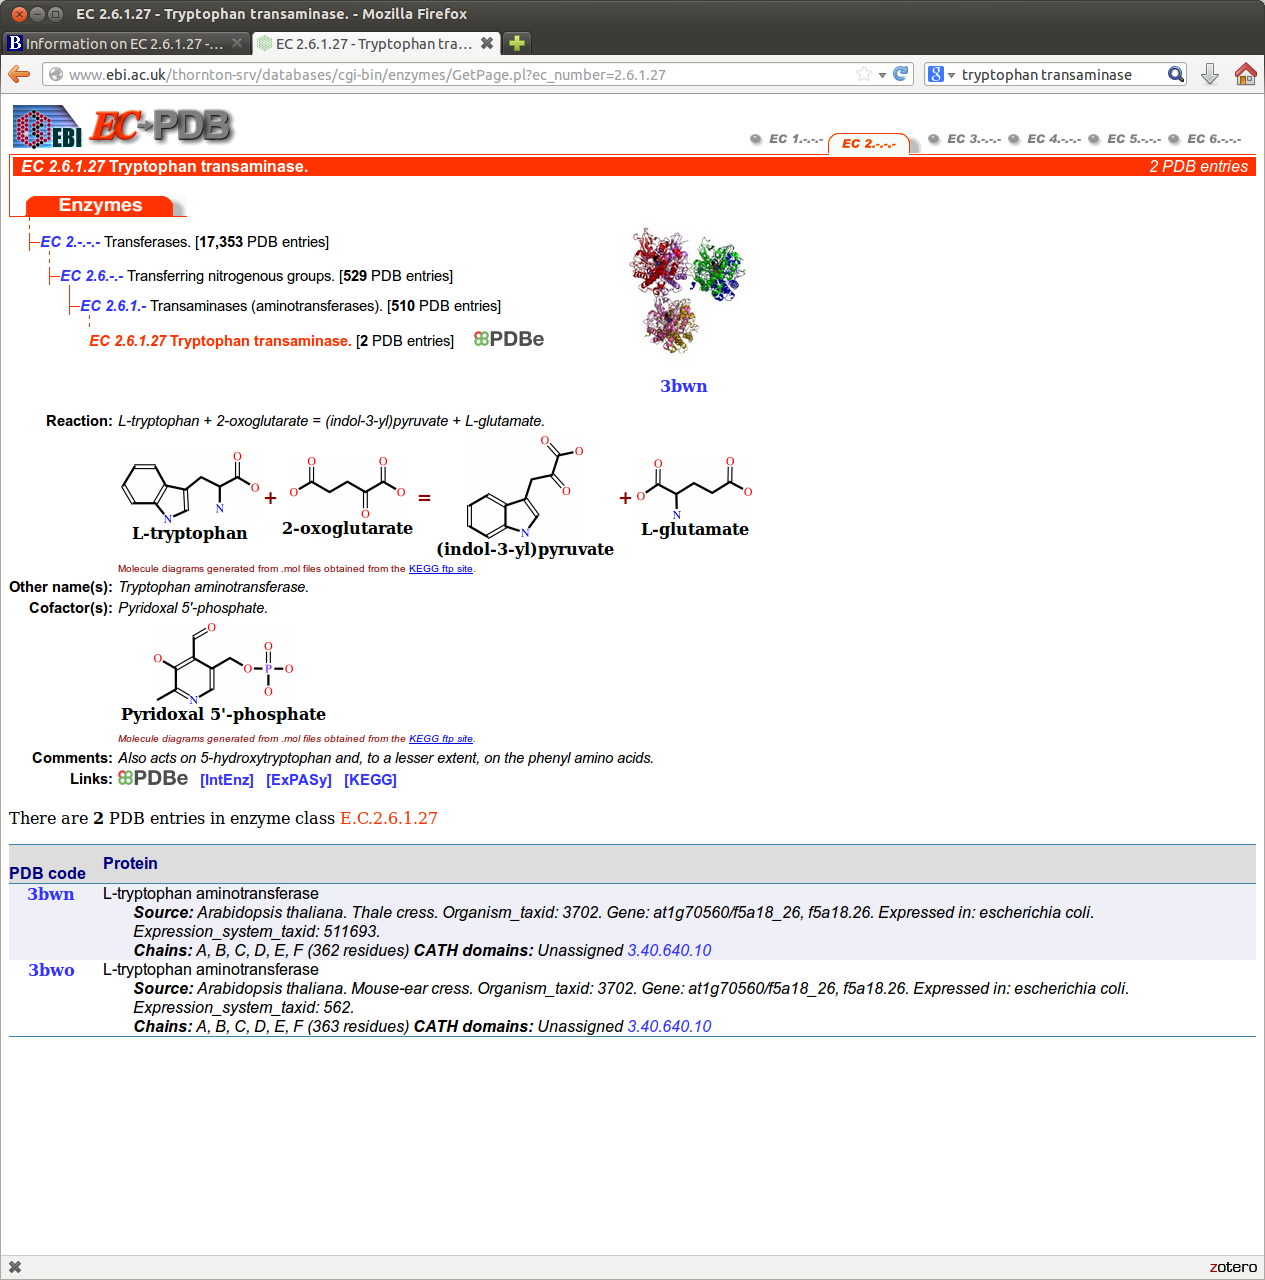 EC 2.6.1.27 - Tryptophan transaminase. - Mozilla Firefox
B Information on EC 2.6.1.27 -... EC 2.6.1.27 - Tryptophan tra...
www.ebi.ac.uk/thornton-srv/databases/cgi-bin/enzymes/GetPage.pl?ec_number=2.6.1.27 8 tryptophan transaminase
EBI EC→PDB
EC 1.-.-.- EC 2.-.-.- EC 3.-.-.- EC 4.-.-.- EC 5.-.-.- EC 6.-.-.-
EC 2.6.1.27 Tryptophan transaminase. 2 PDB entries
Enzymes
EC 2.-.-.- Transferases. [17,353 PDB entries]
EC 2.6.-.- Transferring nitrogenous groups. [529 PDB entries]
EC 2.6.1.- Transaminases (aminotransferases). [510 PDB entries]
EC 2.6.1.27 Tryptophan transaminase. [2 PDB entries] PDBe
3bwn
Reaction: L-tryptophan + 2-oxoglutarate = (indol-3-yl)pyruvate + L-glutamate.
O O N N
L-tryptophan
+
O O O O O
2-oxoglutarate
=
O O O N
(indol-3-yl)pyruvate
+
O O O O N
L-glutamate
Molecule diagrams generated from .mol files obtained from the KEGG ftp site.
Other name(s): Tryptophan aminotransferase.
Cofactor(s): Pyridoxal 5'-phosphate.
O O N O P O O O
Pyridoxal 5'-phosphate
Molecule diagrams generated from .mol files obtained from the KEGG ftp site.
Comments: Also acts on 5-hydroxytryptophan and, to a lesser extent, on the phenyl amino acids.
Links: PDBe [IntEnz] [ExPASy] [KEGG]
There are 2 PDB entries in enzyme class E.C.2.6.1.27
PDB code Protein
3bwn L-tryptophan aminotransferase
Source: Arabidopsis thaliana. Thale cress. Organism_taxid: 3702. Gene: at1g70560/f5a18_26, f5a18.26. Expressed in: escherichia coli.
Expression_system_taxid: 511693.
Chains: A, B, C, D, E, F (362 residues) CATH domains: Unassigned 3.40.640.10
3bwo L-tryptophan aminotransferase
Source: Arabidopsis thaliana. Mouse-ear cress. Organism_taxid: 3702. Gene: at1g70560/f5a18_26, f5a18.26. Expressed in: escherichia coli.
Expression_system_taxid: 562.
Chains: A, B, C, D, E, F (363 residues) CATH domains: Unassigned 3.40.640.10
zotero